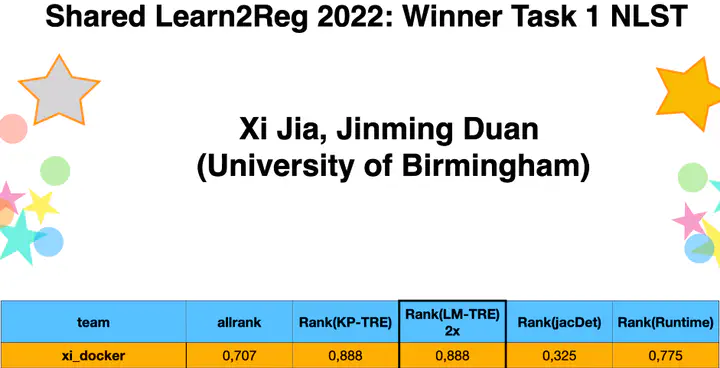 Shared Learn2Reg 2022: Winner Task 1 NLST
Xi Jia, Jinming Duan
(University of Birmingham)
team allrank Rank(KP-TRE) Rank(LM-TRE) 2x Rank(jacDet) Rank(Runtime)
xi_docker 0,707 0,888 0,888 0,325 0,775